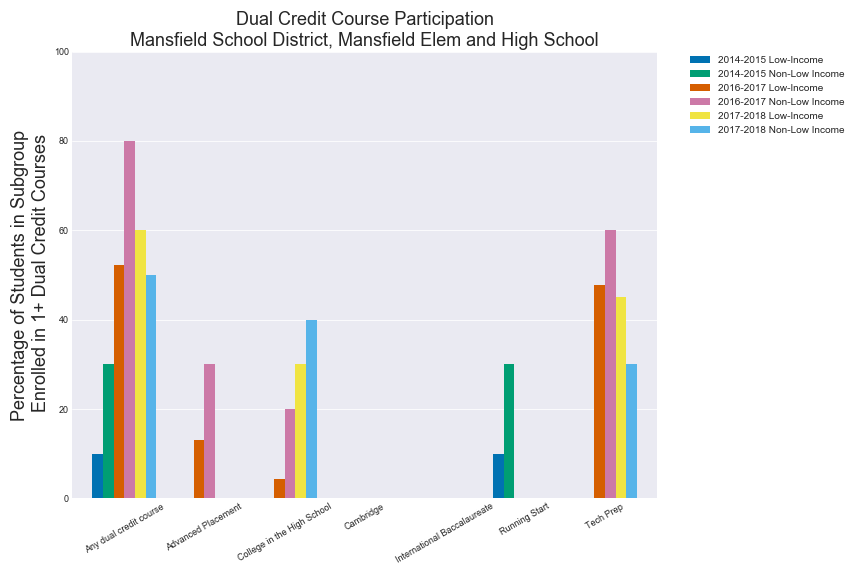 Dual Credit Course Participation
Mansfield School District, Mansfield Elem and High School
Percentage of Students in Subgroup
Enrolled in 1+ Dual Credit Courses
100
80
60
40
20
0
Any dual credit course
Advanced Placement
College in the High School
Cambridge
International Baccalaureate
Running Start
Tech Prep
2014-2015 Low-Income
2014-2015 Non-Low Income
2016-2017 Low-Income
2016-2017 Non-Low Income
2017-2018 Low-Income
2017-2018 Non-Low Income